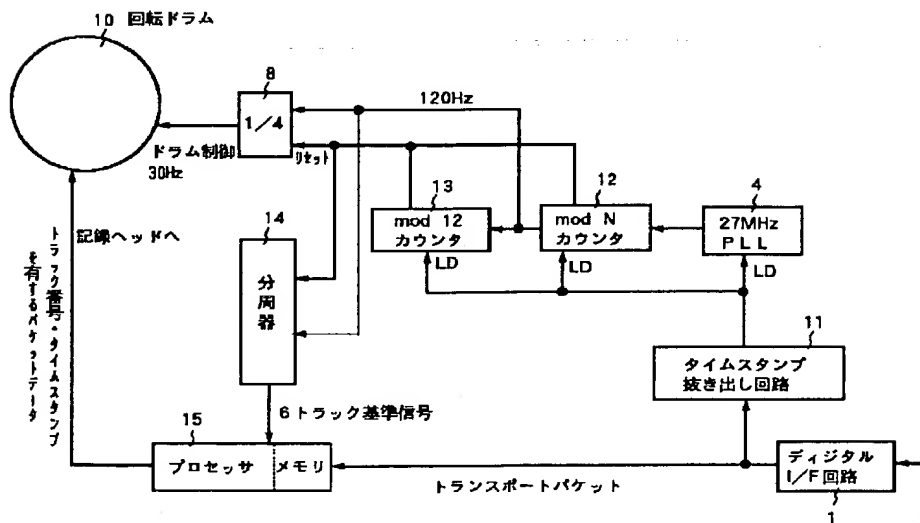 10 回転ドラム
8
1/4
120Hz
リセット
ドラム制御
30Hz
13
mod 12
カウンタ
LD
12
mod N
カウンタ
LD
4
27MHz
PLL
LD
14
分周器
11
タイムスタンプ
抜き出し回路
記録ヘッドへ
トラック番号・タイムスタンプ
を有するパケットデータ
6トラック基準信号
15
プロセッサ
メモリ
トランスポートパケット
ディジタル
I/F回路
1